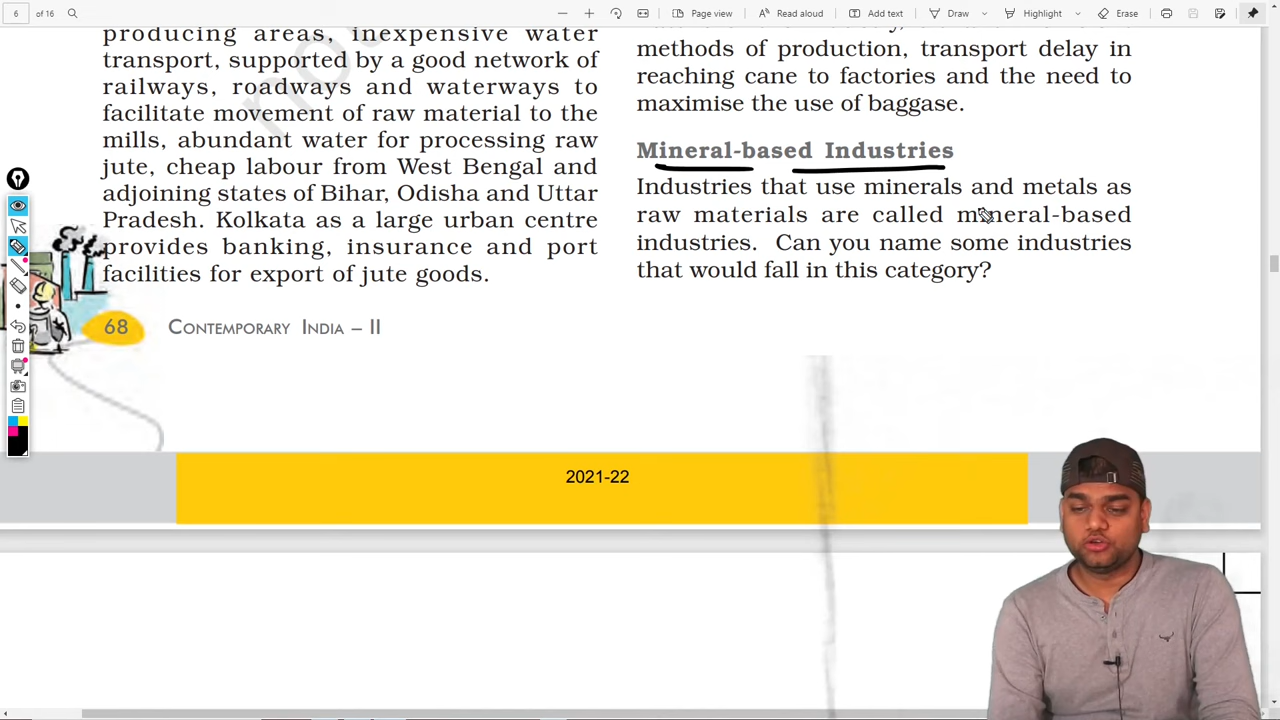 6 of 16
Page view
Read aloud
Add text
Draw
Highlight
Erase
producing areas, inexpensive water
transport, supported by a good network of
railways, roadways and waterways to
facilitate movement of raw material to the
mills, abundant water for processing raw
jute, cheap labour from West Bengal and
adjoining states of Bihar, Odisha and Uttar
Pradesh. Kolkata as a large urban centre
provides banking, insurance and port
facilities for export of jute goods.
68 CONTEMPORARY INDIA – II
methods of production, transport delay in
reaching cane to factories and the need to
maximise the use of baggase.
Mineral-based Industries
Industries that use minerals and metals as
raw materials are called mineral-based
industries. Can you name some industries
that would fall in this category?
2021-22